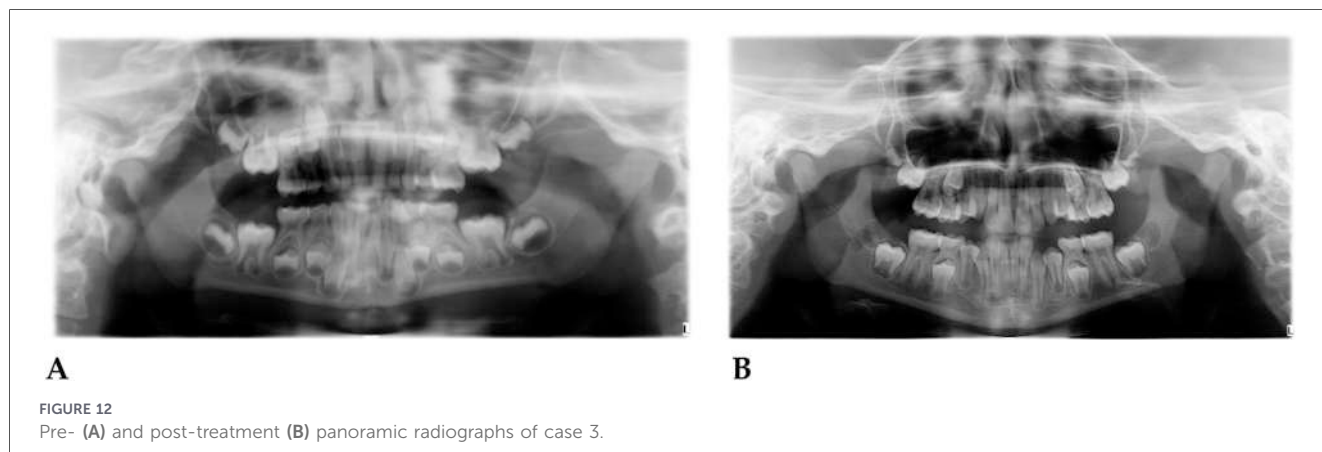 L
L
A
B
FIGURE 12
Pre- (A) and post-treatment (B) panoramic radiographs of case 3.